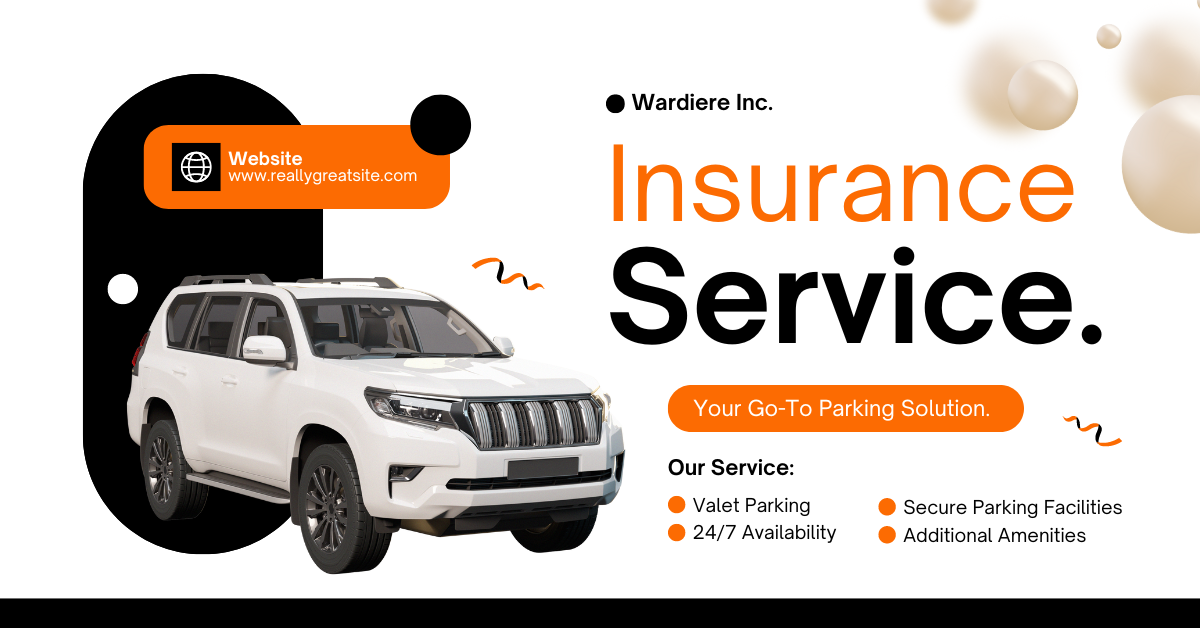 Website
www.reallygreatsite.com
Wardiere Inc.
Insurance
Service.
Your Go-To Parking Solution.
Our Service:
Valet Parking
24/7 Availability
Secure Parking Facilities
Additional Amenities